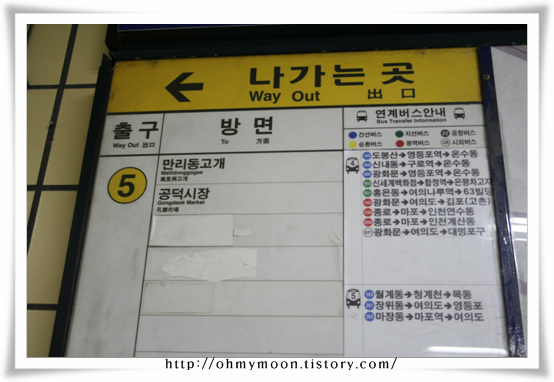 나가는 곳
Way Out 出口
출구
Way Out 出口
방면
To 方面
연계버스안내
Bus Transfer Information
간선버스 지선버스 공항버스
순환버스 광역버스 시외버스
5
만리동고개
Mallidonggogae
공덕시장
Gongdeok Market
孔德市場
4
도봉산→영등포역→온수동
신내동→구로역→온수동
광화문→영등포역→온수동
신세계백화점→합정역→은평차고지
홍은동→여의나루역→63빌딩
광화문→여의도→김포(고촌)
종로→마포→인천연수동
종로→마포→인천계산동
광화문→여의도→대명포구
5
월계동→청계천→목동
장위동→여의도→영등포
마장동→마포역→여의도
http://ohmymoon.tistory.com/